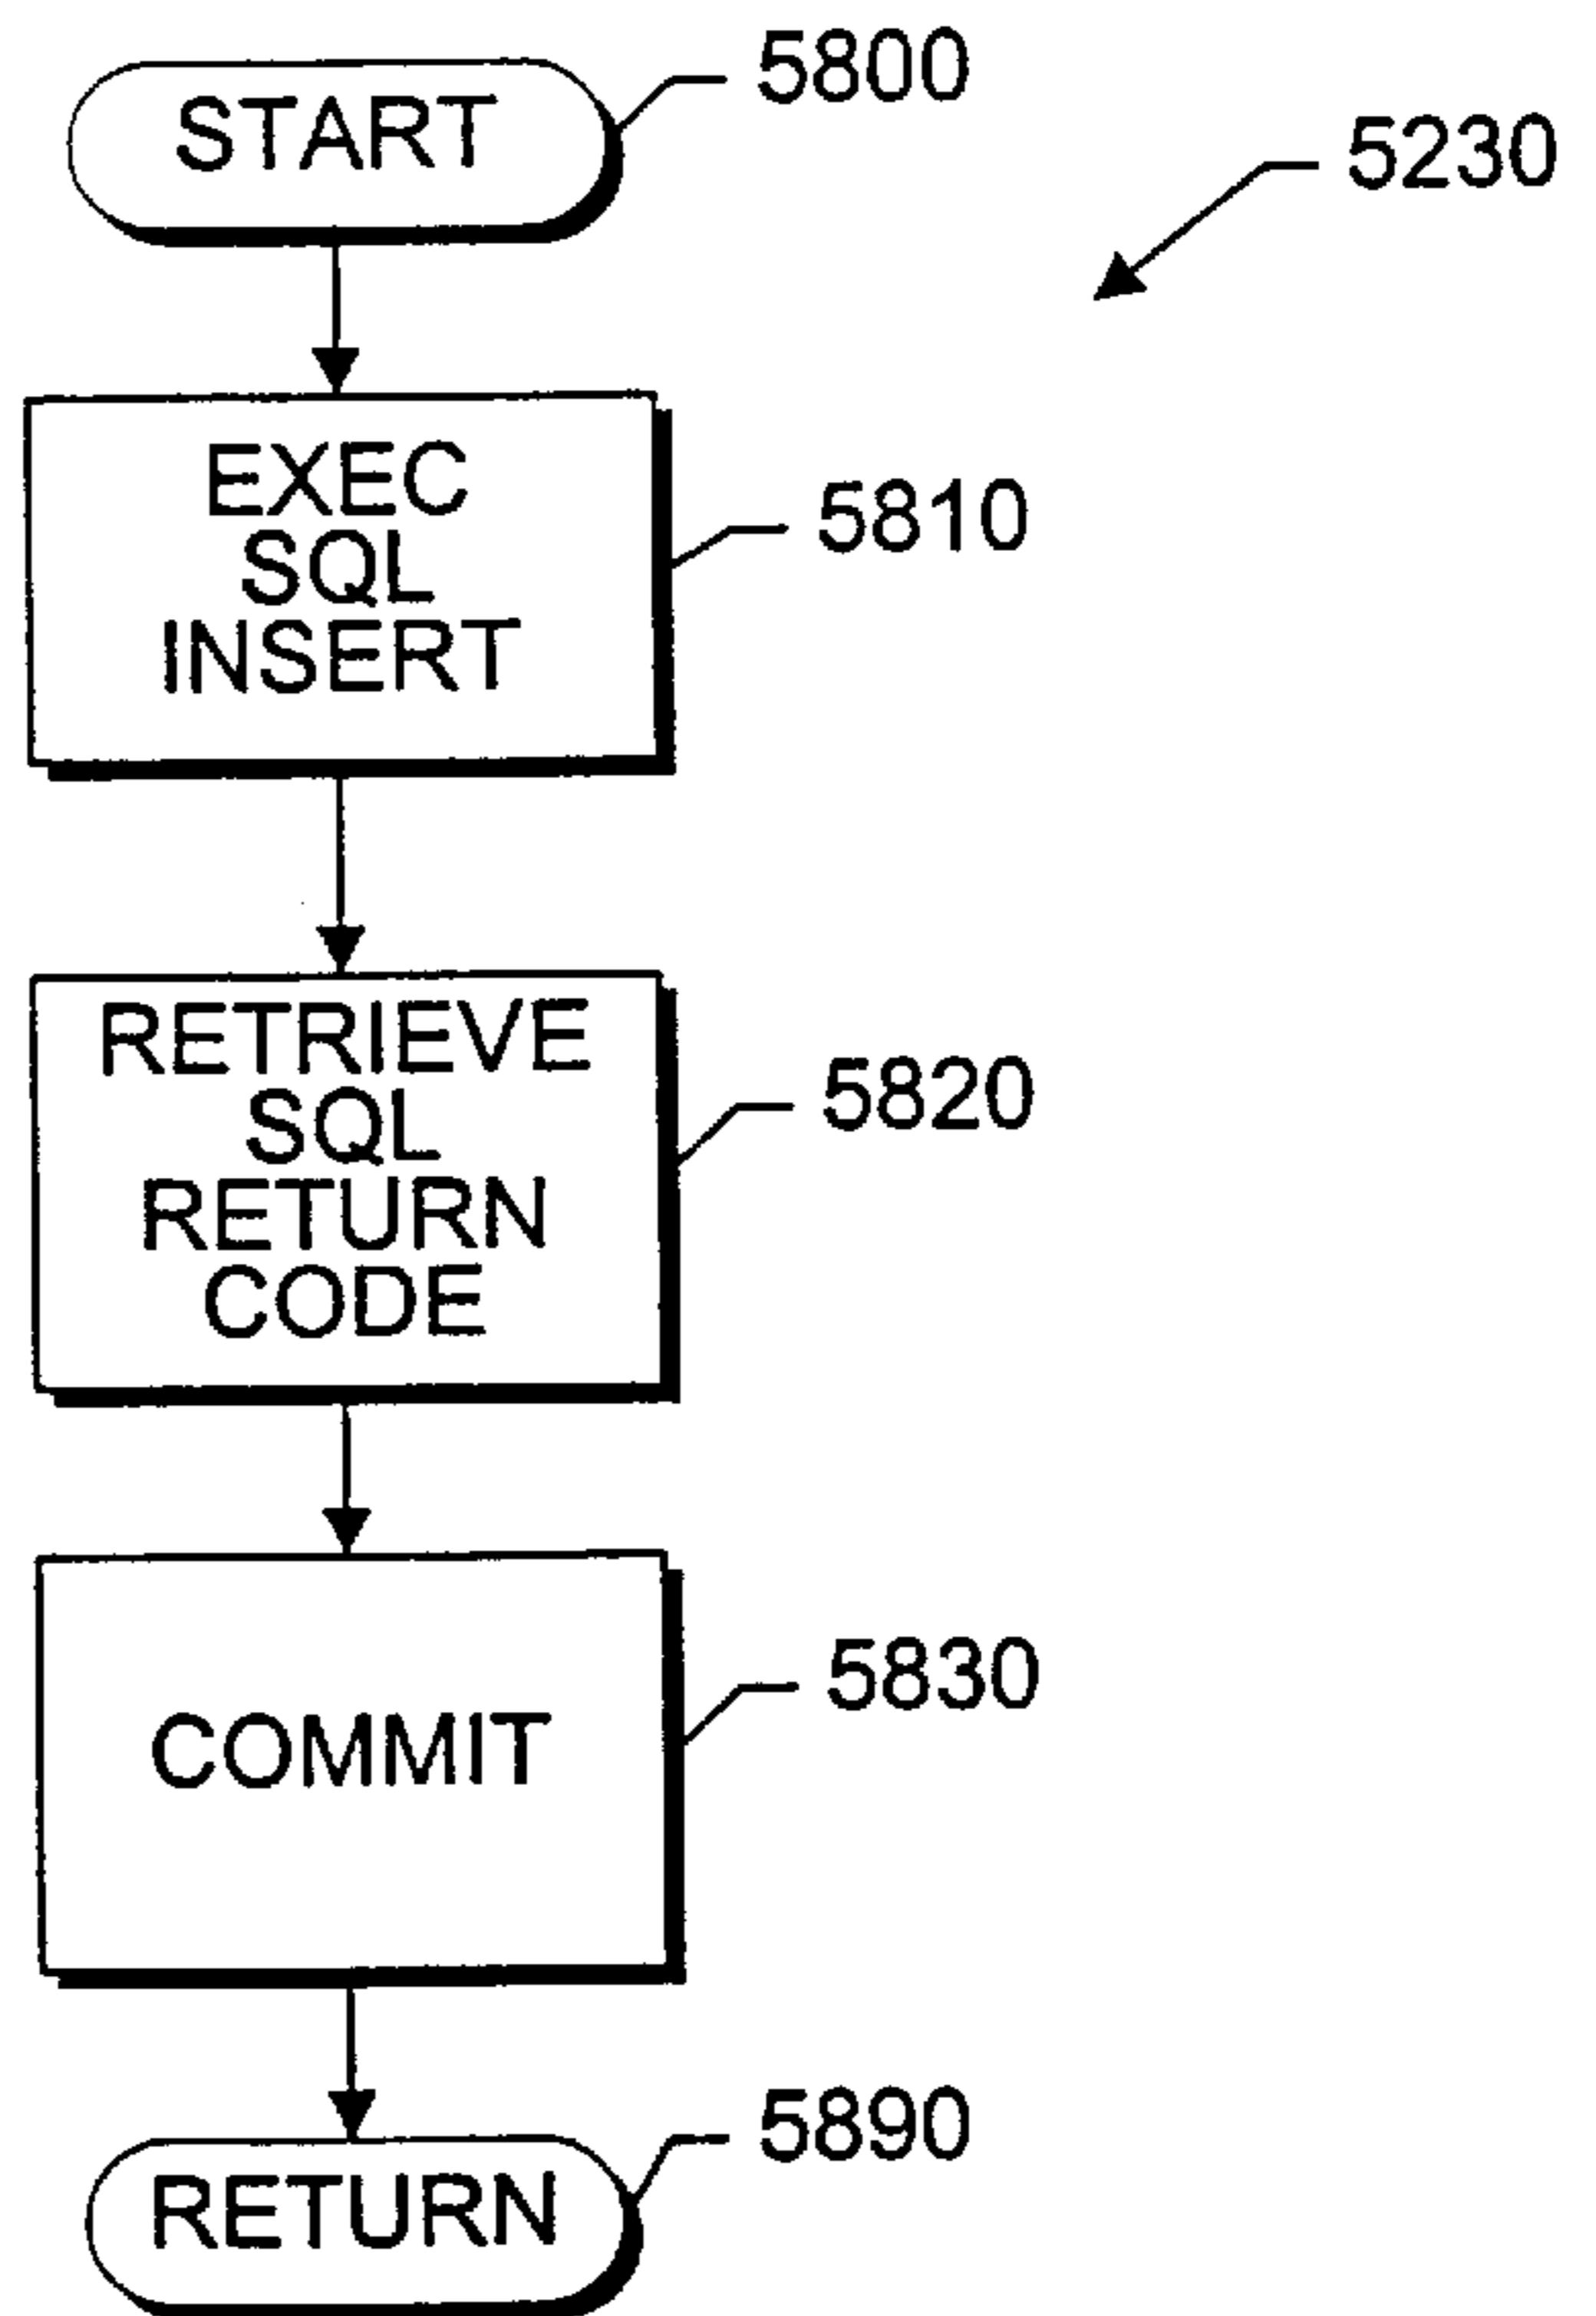 START
5800
5230
EXEC
SQL
INSERT
5810
RETRIEVE
SQL
RETURN
CODE
5820
COMMIT
5830
RETURN
5890